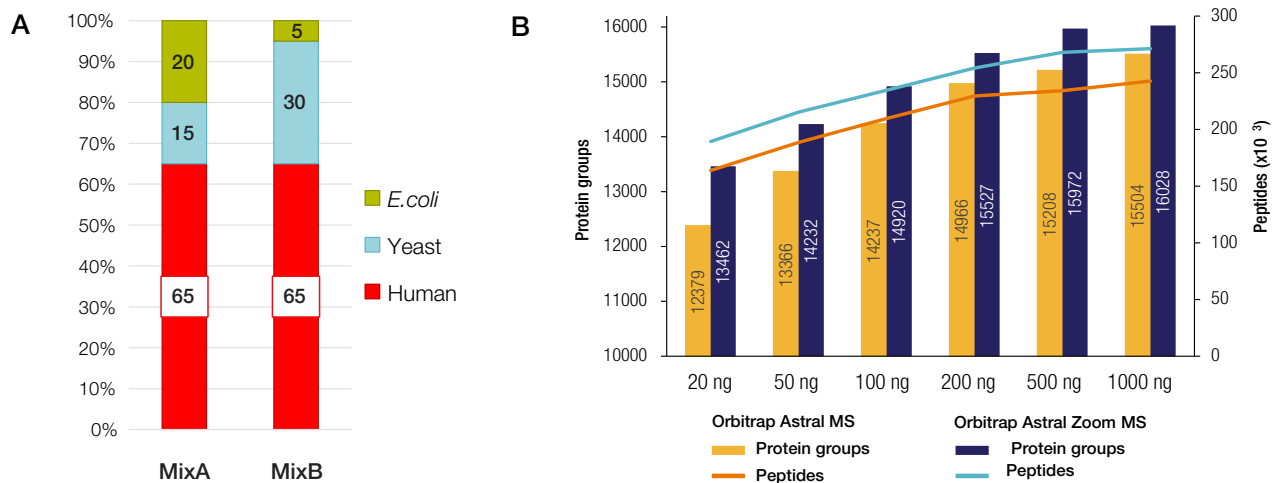 A
100%
90%
80%
70%
60%
50%
40%
30%
20%
10%
0%
20
15
65
5
30
65
MixA
MixB
E.coli
Yeast
Human
B
Protein groups
16000
15000
14000
13000
12000
11000
10000
12379
13462
13366
14232
14237
14920
14966
15527
15208
15972
15504
16028
300
250
200
150
100
50
0
Peptides (x10⁻³)
20 ng 50 ng 100 ng 200 ng 500 ng 1000 ng
Orbitrap Astral MS
Protein groups
Peptides
Orbitrap Astral Zoom MS
Protein groups
Peptides